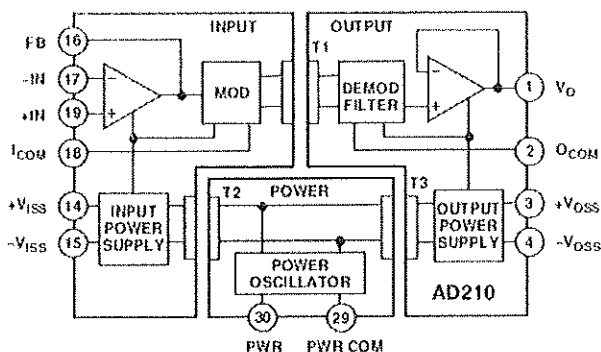 INPUT
OUTPUT
FB 16
-IN 17
+IN 19
ICOM 18
+VISS 14
-VISS 15
MOD
T1
DEMOD
FILTER
1 VO
2 OCOM
3 +VOSS
4 -VOSS
INPUT
POWER
SUPPLY
T2
POWER
T3
OUTPUT
POWER
SUPPLY
POWER
OSCILLATOR
AD210
30
29
PWR
PWR COM